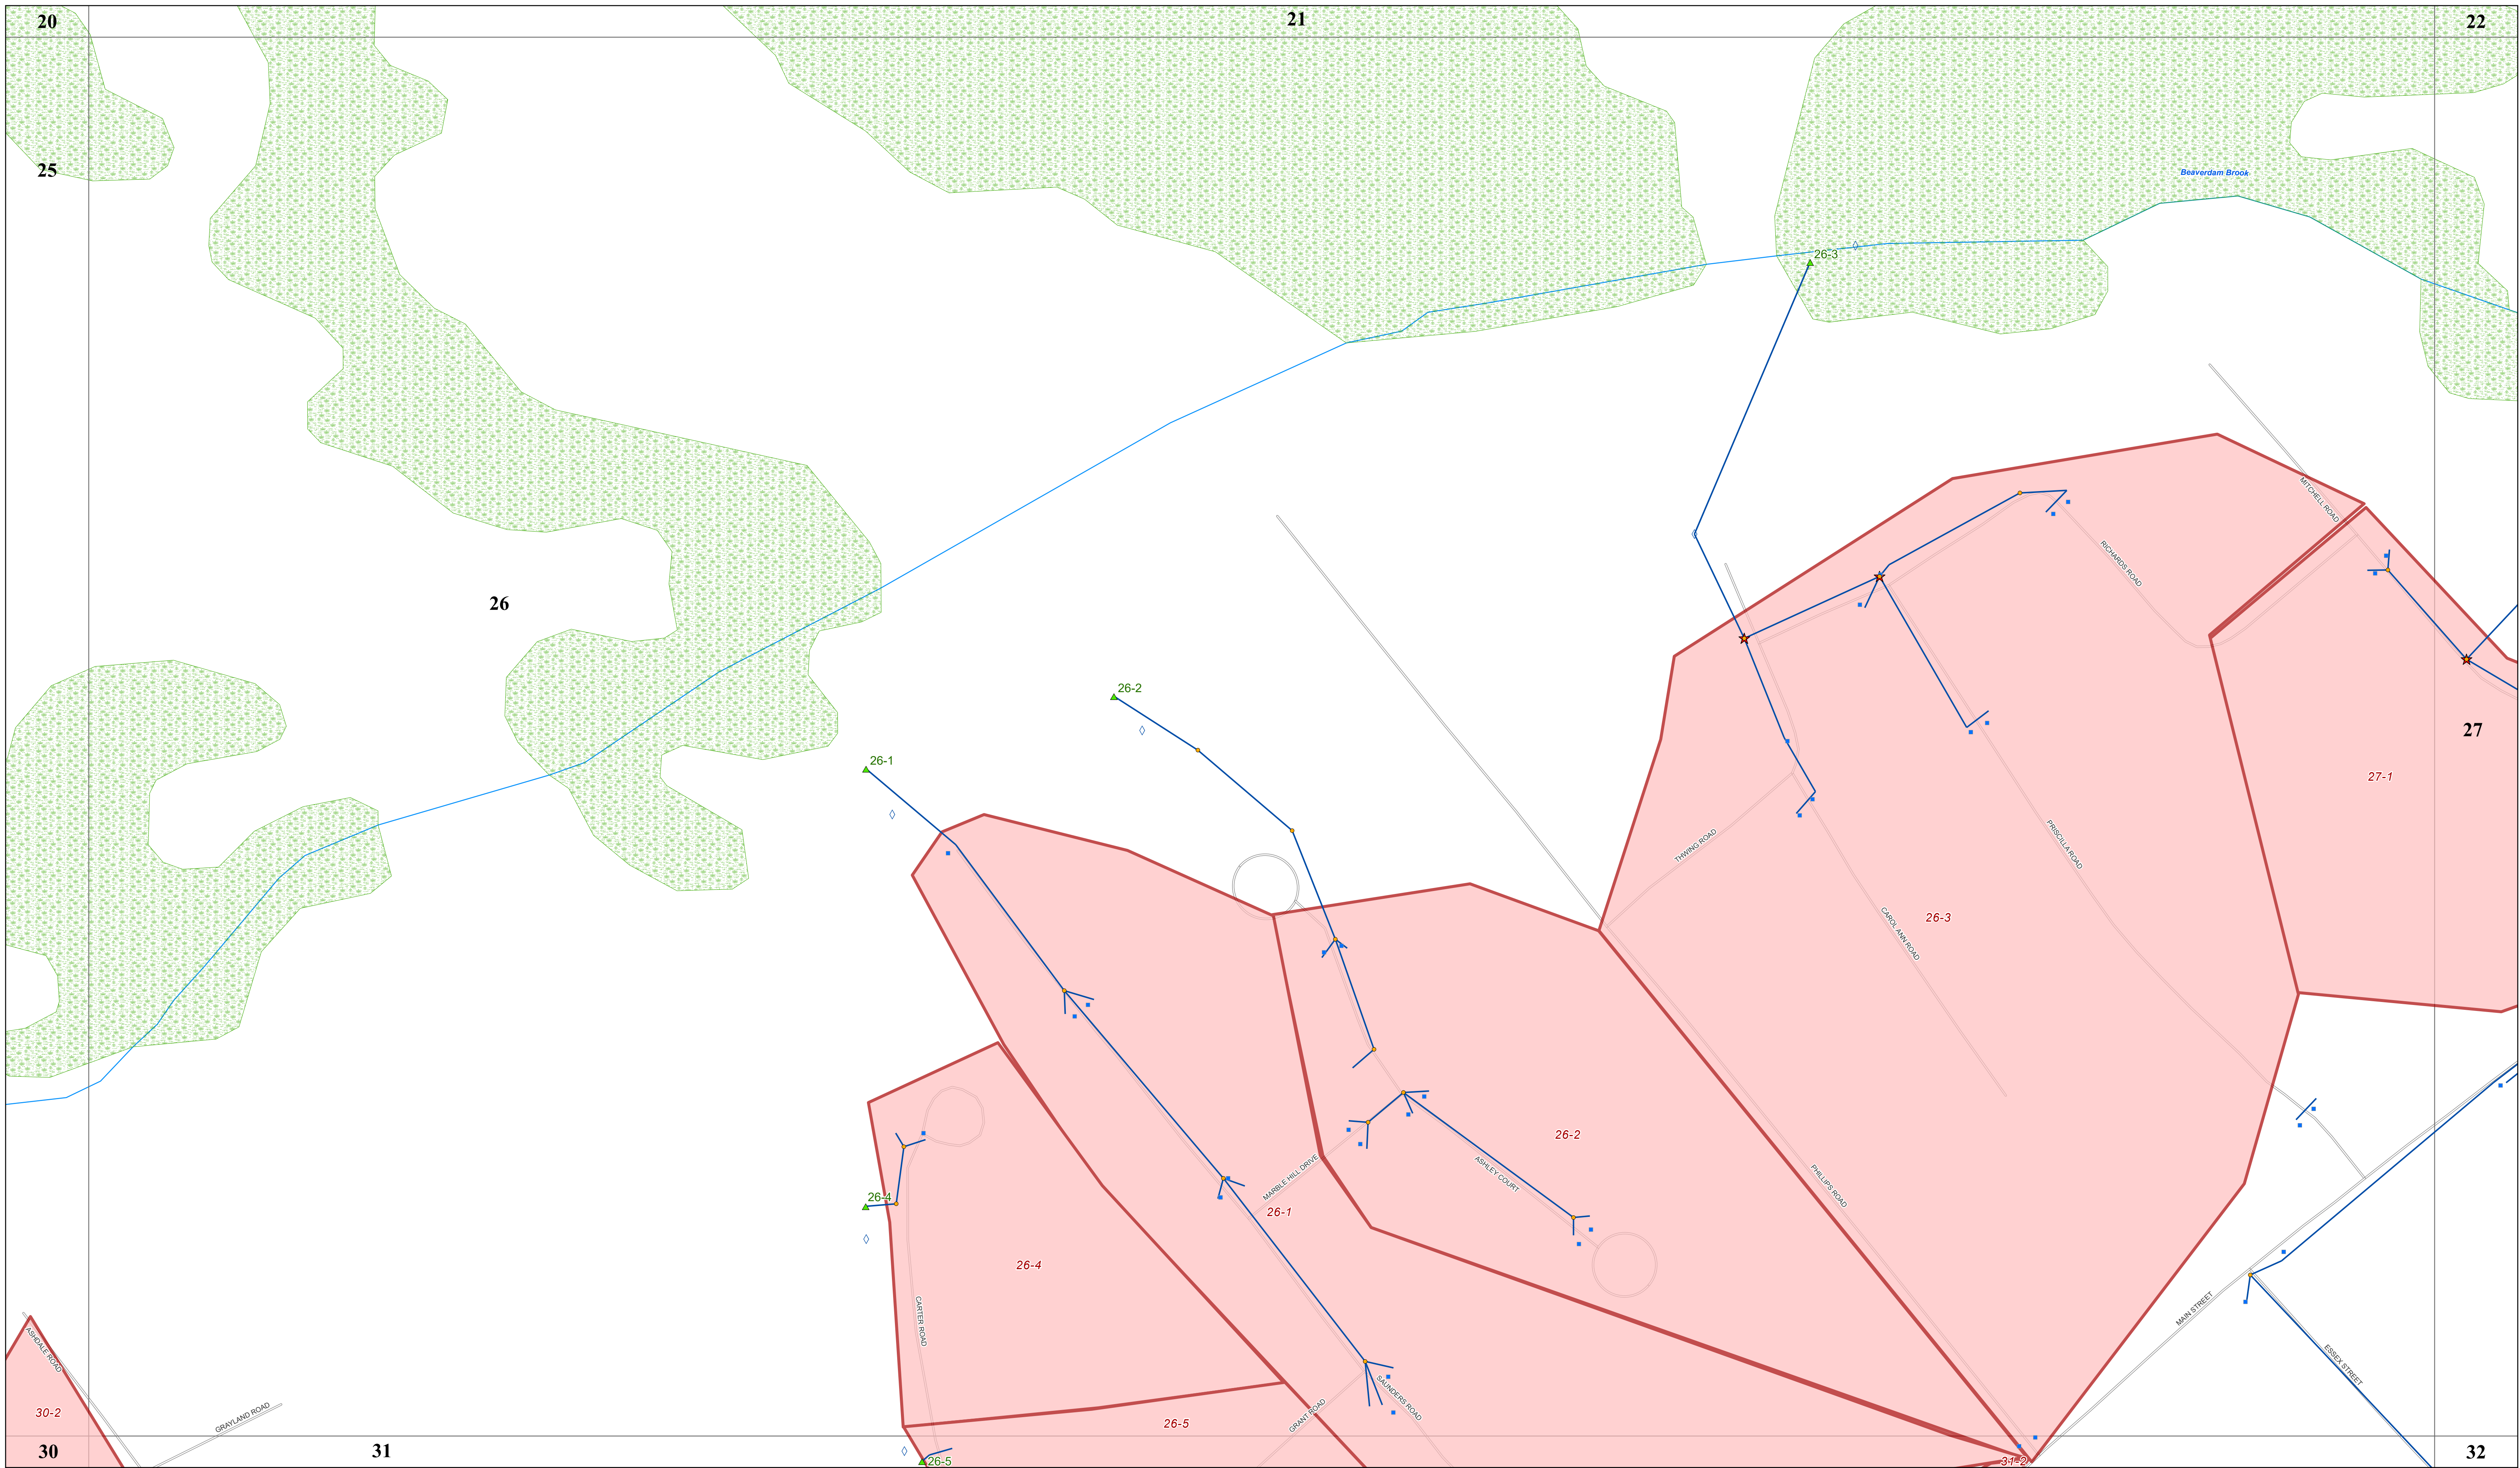 20
21
22
25
Beaverdam Brook
26-3
MITCHELL ROAD
RICHARDS ROAD
26
26-2
26-1
27
27-1
THWING ROAD
PRISCILLA ROAD
CAROL ANN ROAD
26-3
26-2
MARBLE HILL DRIVE
ASHLEY COURT
PHILLIPS ROAD
26-4
26-1
26-4
CARTER ROAD
MAIN STREET
ASHDALE ROAD
ESSEX STREET
30-2
GRAYLAND ROAD
26-5
GRANT ROAD
SAUNDERS ROAD
30
31
26-5
31-2
32